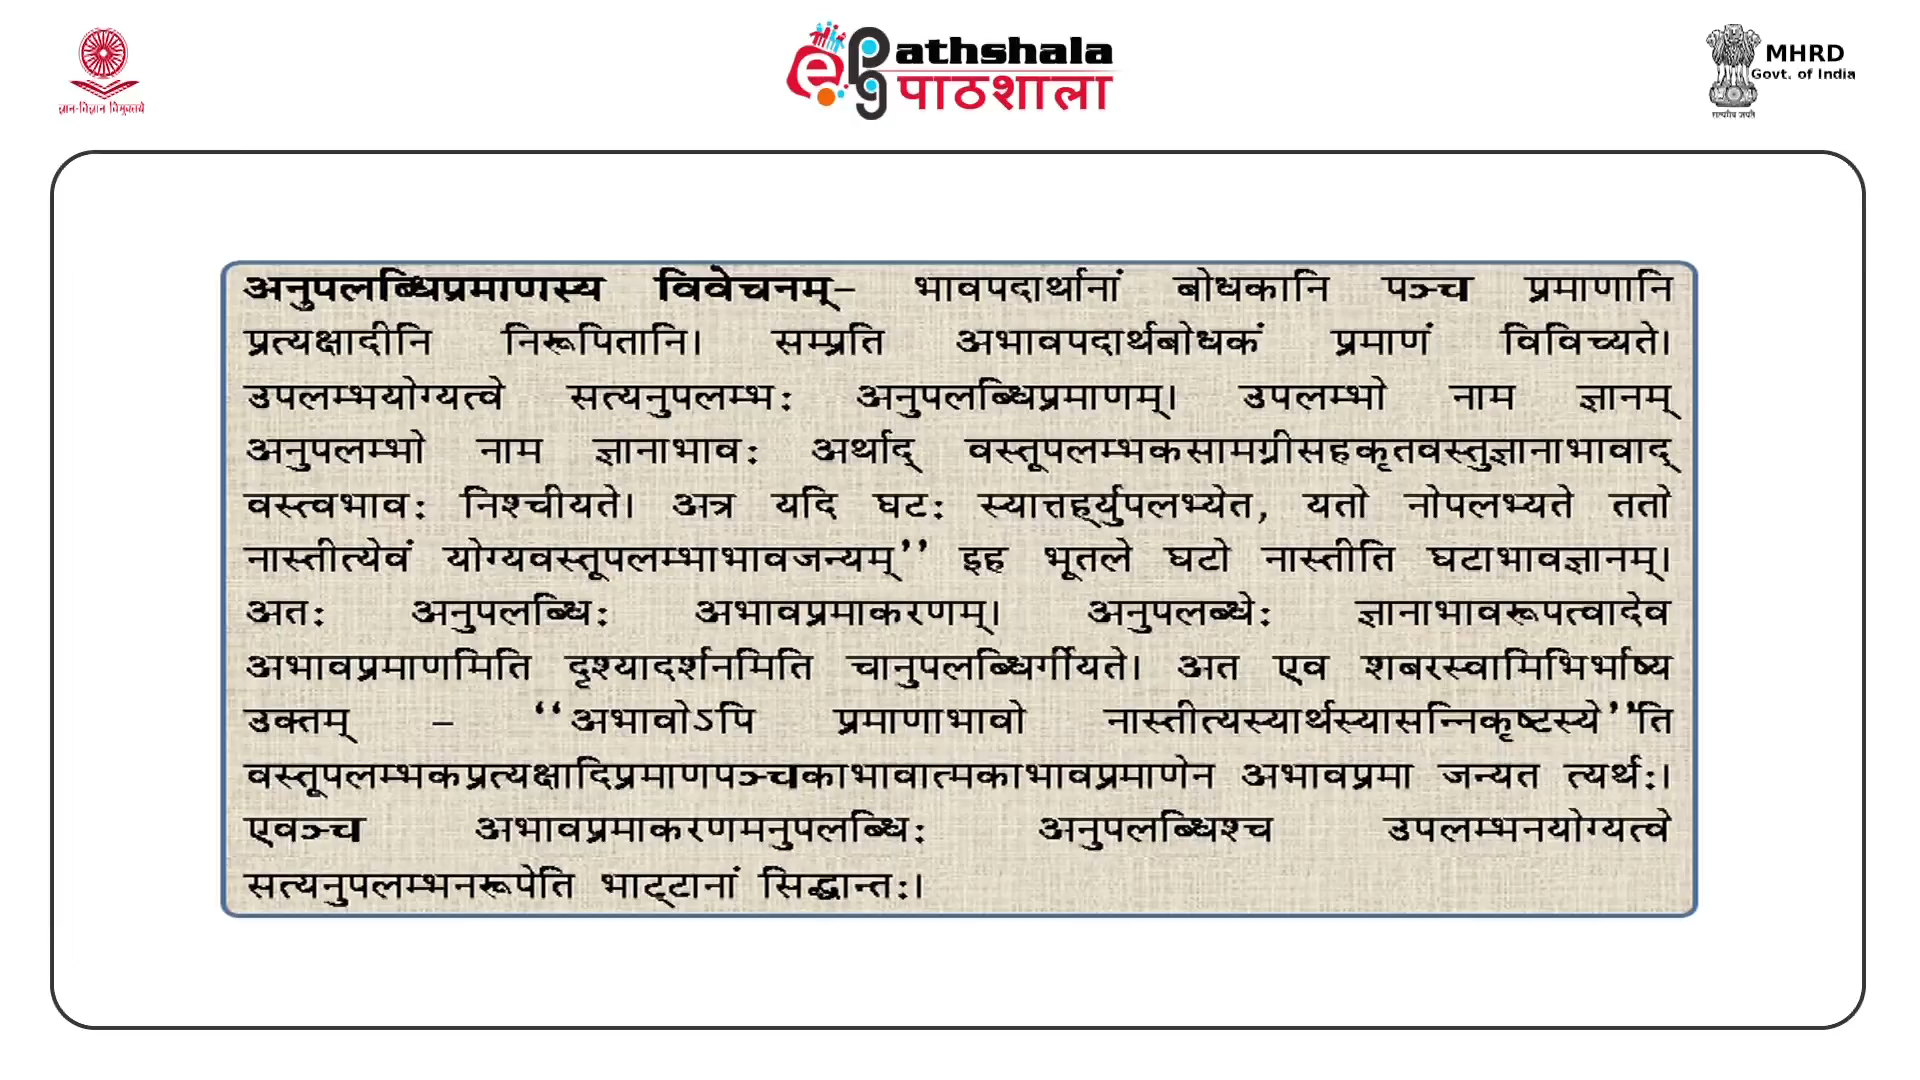 ज्ञान-विज्ञान विमुक्तये
ePathshala
पाठशाला
MHRD
Govt. of India
सत्यमेव जयते
अनुपलब्धिप्रमाणस्य विवेचनम्– भावपदार्थानां बोधकानि पञ्च प्रमाणानि
प्रत्यक्षादीनि निरूपितानि। सम्प्रति अभावपदार्थबोधकं प्रमाणं विविच्यते।
उपलम्भयोग्यत्वे सत्यनुपलम्भः अनुपलब्धिप्रमाणम्। उपलम्भो नाम ज्ञानम्
अनुपलम्भो नाम ज्ञानाभावः अर्थाद् वस्तूपलम्भकसामग्रीसहकृतवस्तुज्ञानाभावाद्
वस्त्वभावः निश्चीयते। अत्र यदि घटः स्यात्तर्ह्युपलभ्येत, यतो नोपलभ्यते ततो
नास्तीत्येवं योग्यवस्तूपलम्भाभावजन्यम्’’ इह भूतले घटो नास्तीति घटाभावज्ञानम्।
अतः अनुपलब्धिः अभावप्रमाकरणम्। अनुपलब्धेः ज्ञानाभावरूपत्वादेव
अभावप्रमाणमिति दृश्यादर्शनमिति चानुपलब्धिर्गीयते। अत एव शबरस्वामिभिर्भाष्य
उक्तम् – ‘‘अभावोऽपि प्रमाणाभावो नास्तीत्यस्यार्थस्यासन्निकृष्टस्ये’’ति
वस्तूपलम्भकप्रत्यक्षादिप्रमाणपञ्चकाभावात्मकाभावप्रमाणेन अभावप्रमा जन्यत त्यर्थः।
एवञ्च अभावप्रमाकरणमनुपलब्धिः अनुपलब्धिश्च उपलम्भनयोग्यत्वे
सत्यनुपलम्भनरूपेति भाट्टानां सिद्धान्तः।